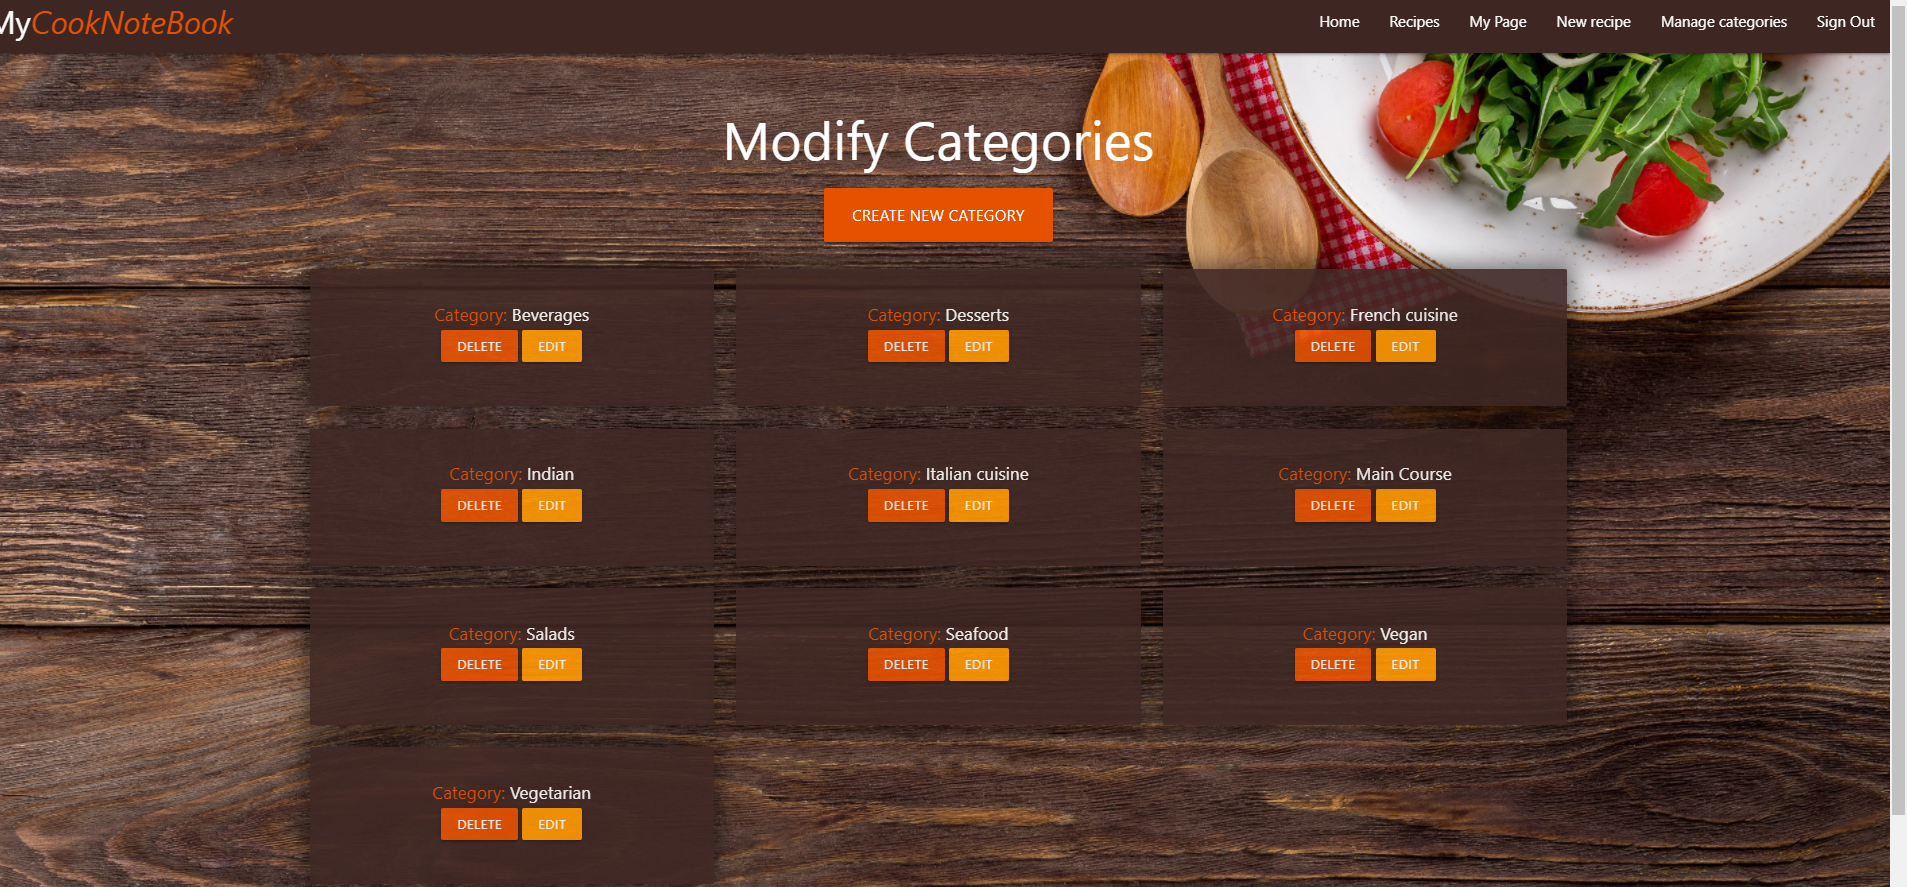 MyCookNoteBook
Home Recipes My Page New recipe Manage categories Sign Out
Modify Categories
CREATE NEW CATEGORY
Category: Beverages
DELETE EDIT
Category: Desserts
DELETE EDIT
Category: French cuisine
DELETE EDIT
Category: Indian
DELETE EDIT
Category: Italian cuisine
DELETE EDIT
Category: Main Course
DELETE EDIT
Category: Salads
DELETE EDIT
Category: Seafood
DELETE EDIT
Category: Vegan
DELETE EDIT
Category: Vegetarian
DELETE EDIT